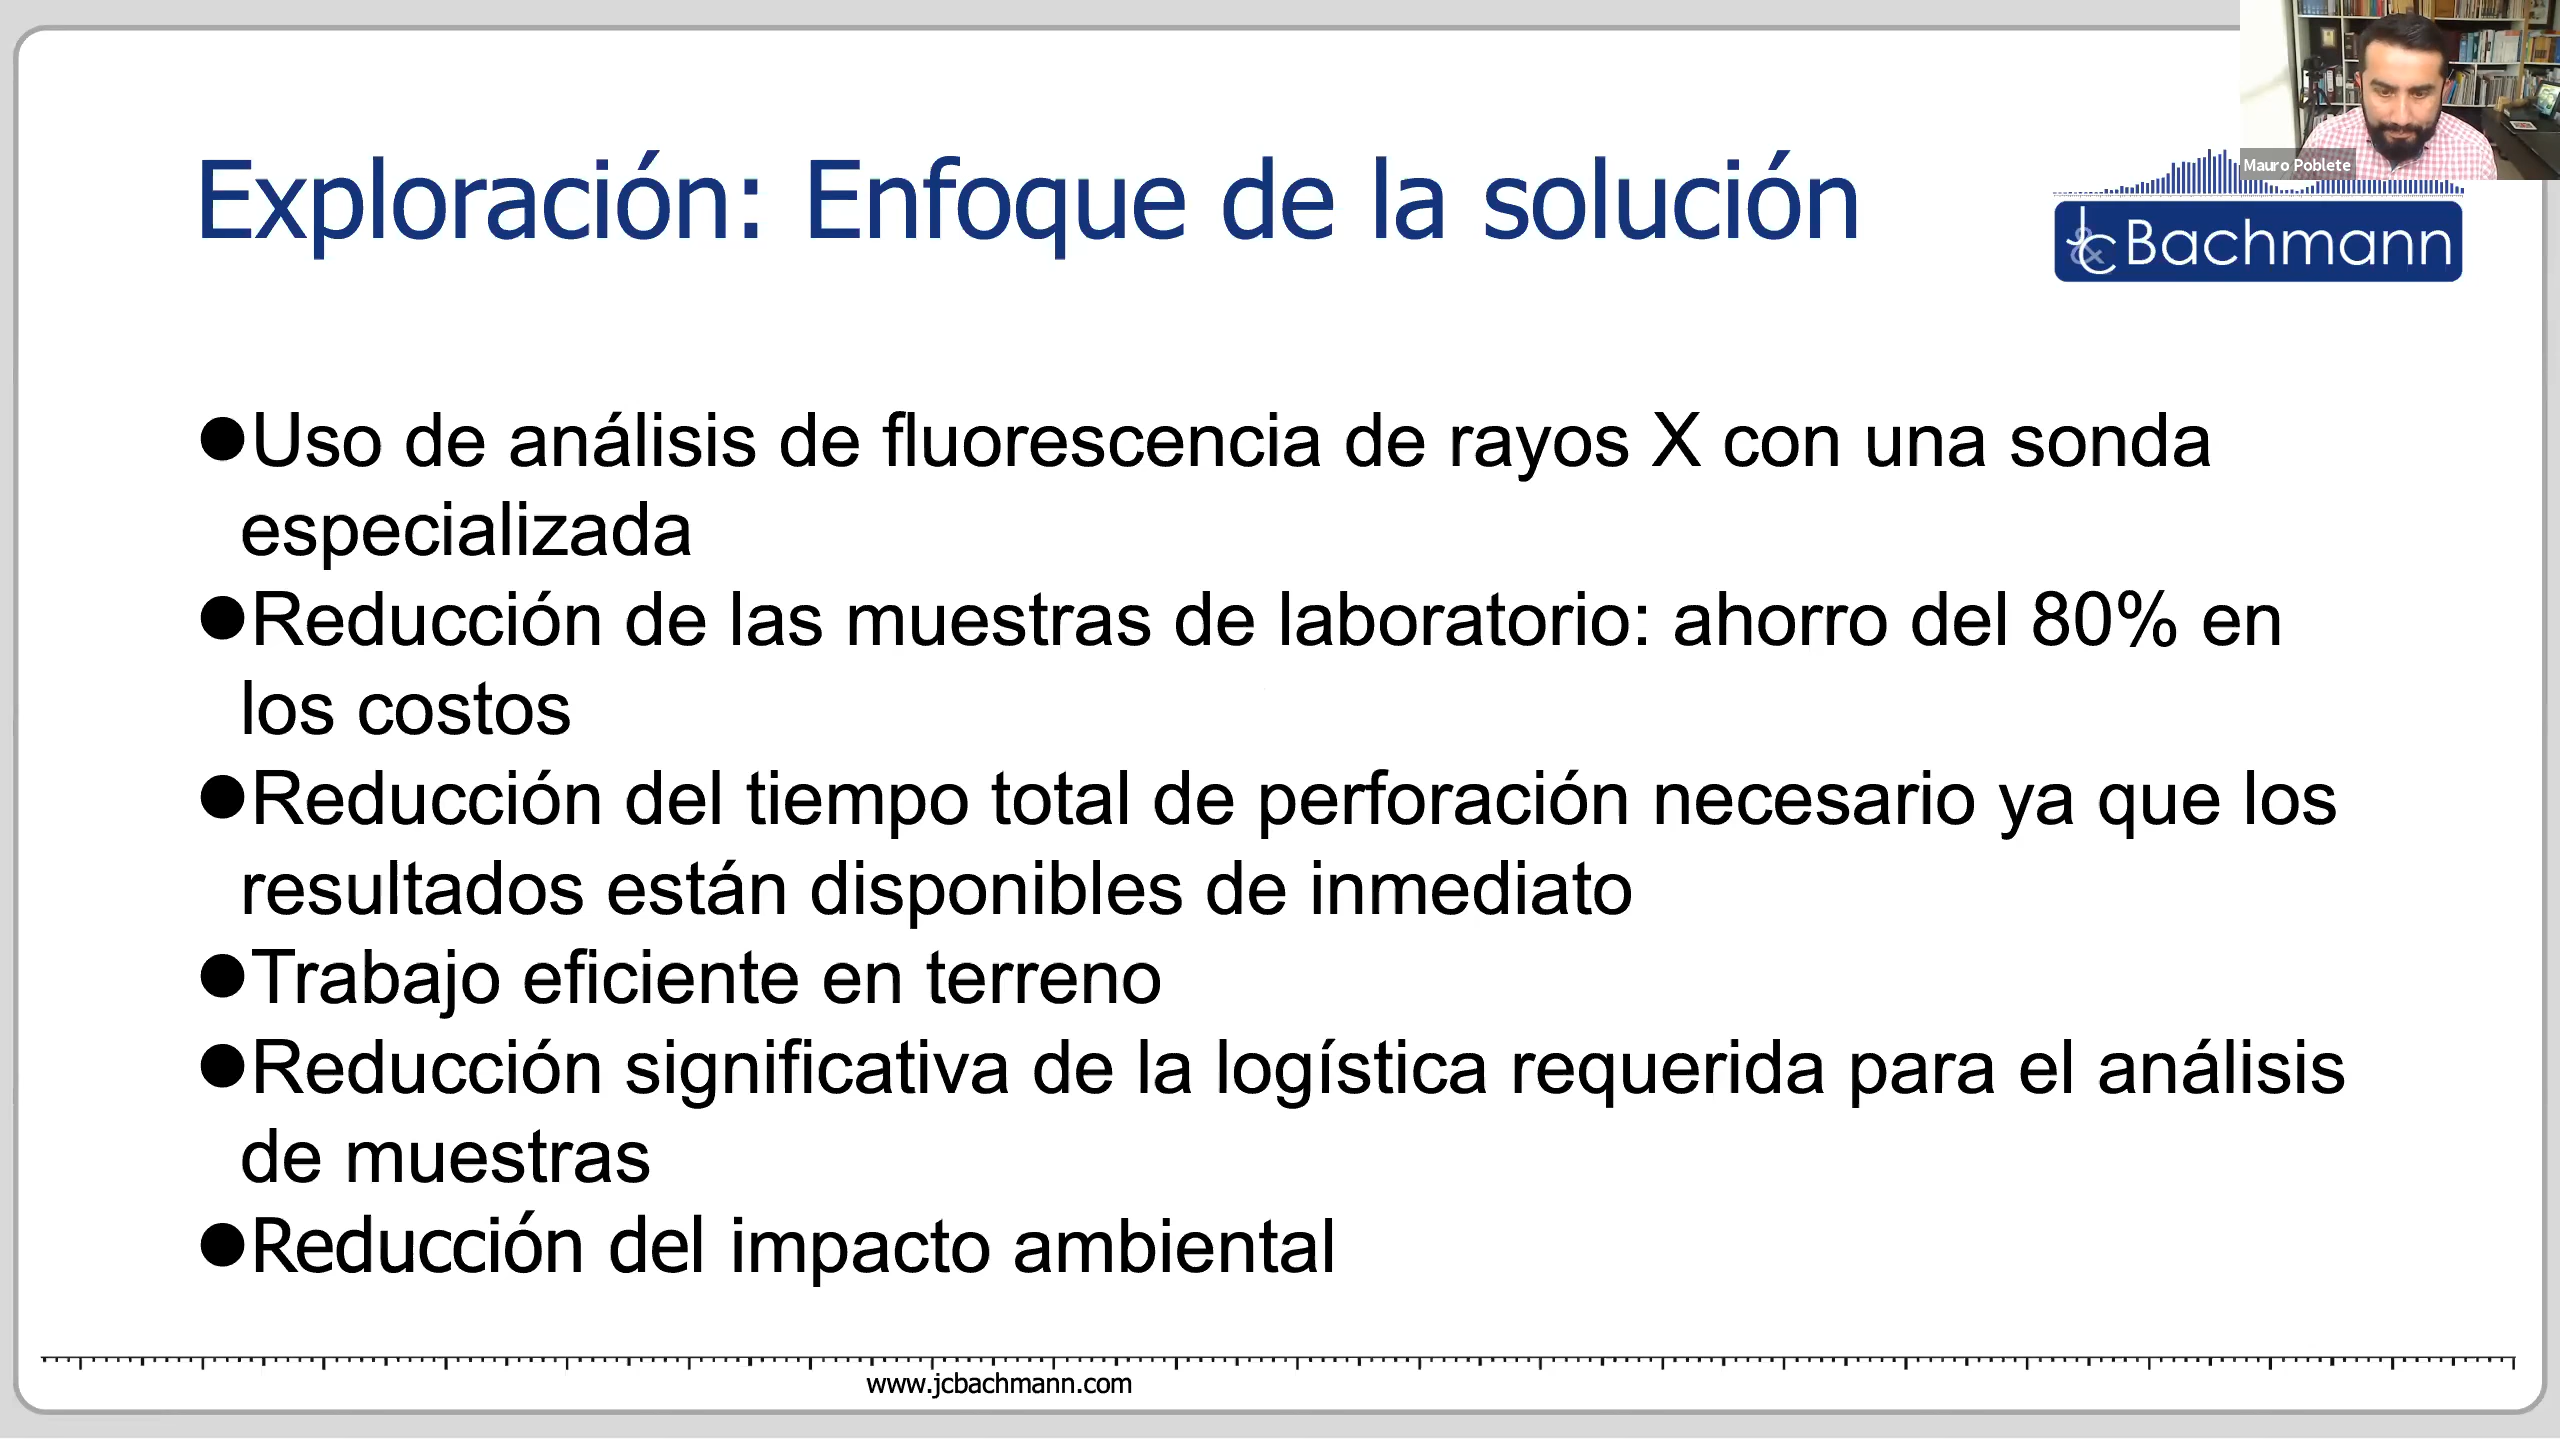 Mauro Poblete
Exploración: Enfoque de la solución
J&C Bachmann
●Uso de análisis de fluorescencia de rayos X con una sonda
especializada
●Reducción de las muestras de laboratorio: ahorro del 80% en
los costos
●Reducción del tiempo total de perforación necesario ya que los
resultados están disponibles de inmediato
●Trabajo eficiente en terreno
●Reducción significativa de la logística requerida para el análisis
de muestras
●Reducción del impacto ambiental
www.jcbachmann.com